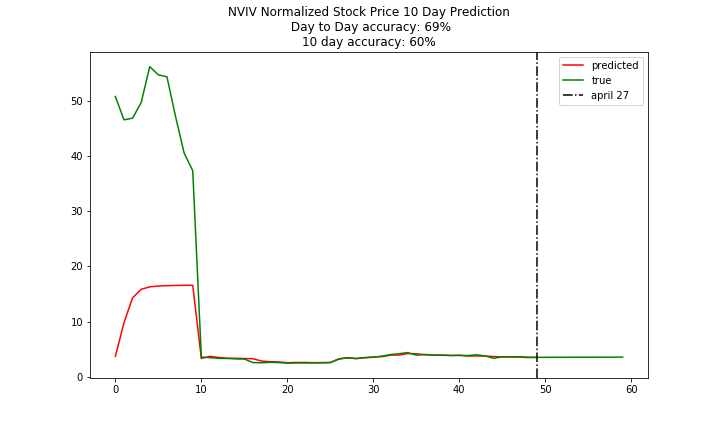 NVIV Normalized Stock Price 10 Day Prediction
Day to Day accuracy: 69%
10 day accuracy: 60%
predicted
true
april 27
50
40
30
20
10
0
0
10
20
30
40
50
60